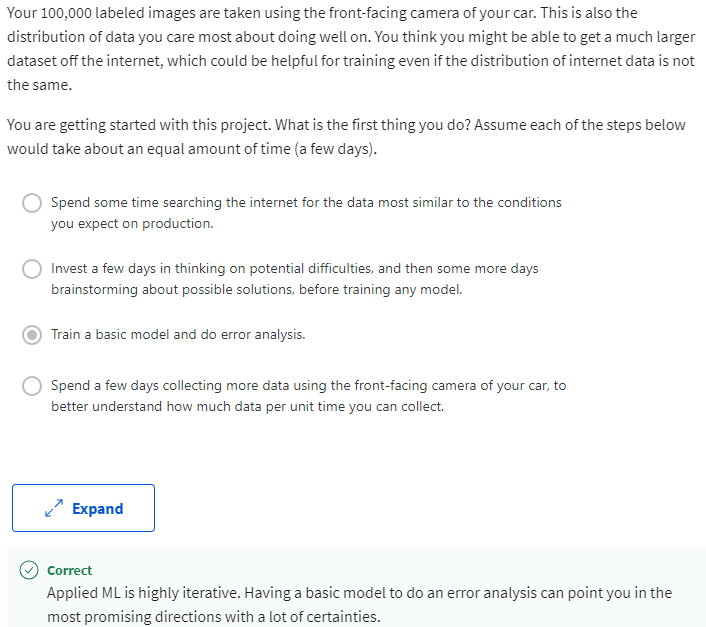 Your 100,000 labeled images are taken using the front-facing camera of your car. This is also the
distribution of data you care most about doing well on. You think you might be able to get a much larger
dataset off the internet, which could be helpful for training even if the distribution of internet data is not
the same.
You are getting started with this project. What is the first thing you do? Assume each of the steps below
would take about an equal amount of time (a few days).
Spend some time searching the internet for the data most similar to the conditions
you expect on production.
Invest a few days in thinking on potential difficulties, and then some more days
brainstorming about possible solutions, before training any model.
Train a basic model and do error analysis.
Spend a few days collecting more data using the front-facing camera of your car, to
better understand how much data per unit time you can collect.
Expand
Correct
Applied ML is highly iterative. Having a basic model to do an error analysis can point you in the
most promising directions with a lot of certainties.